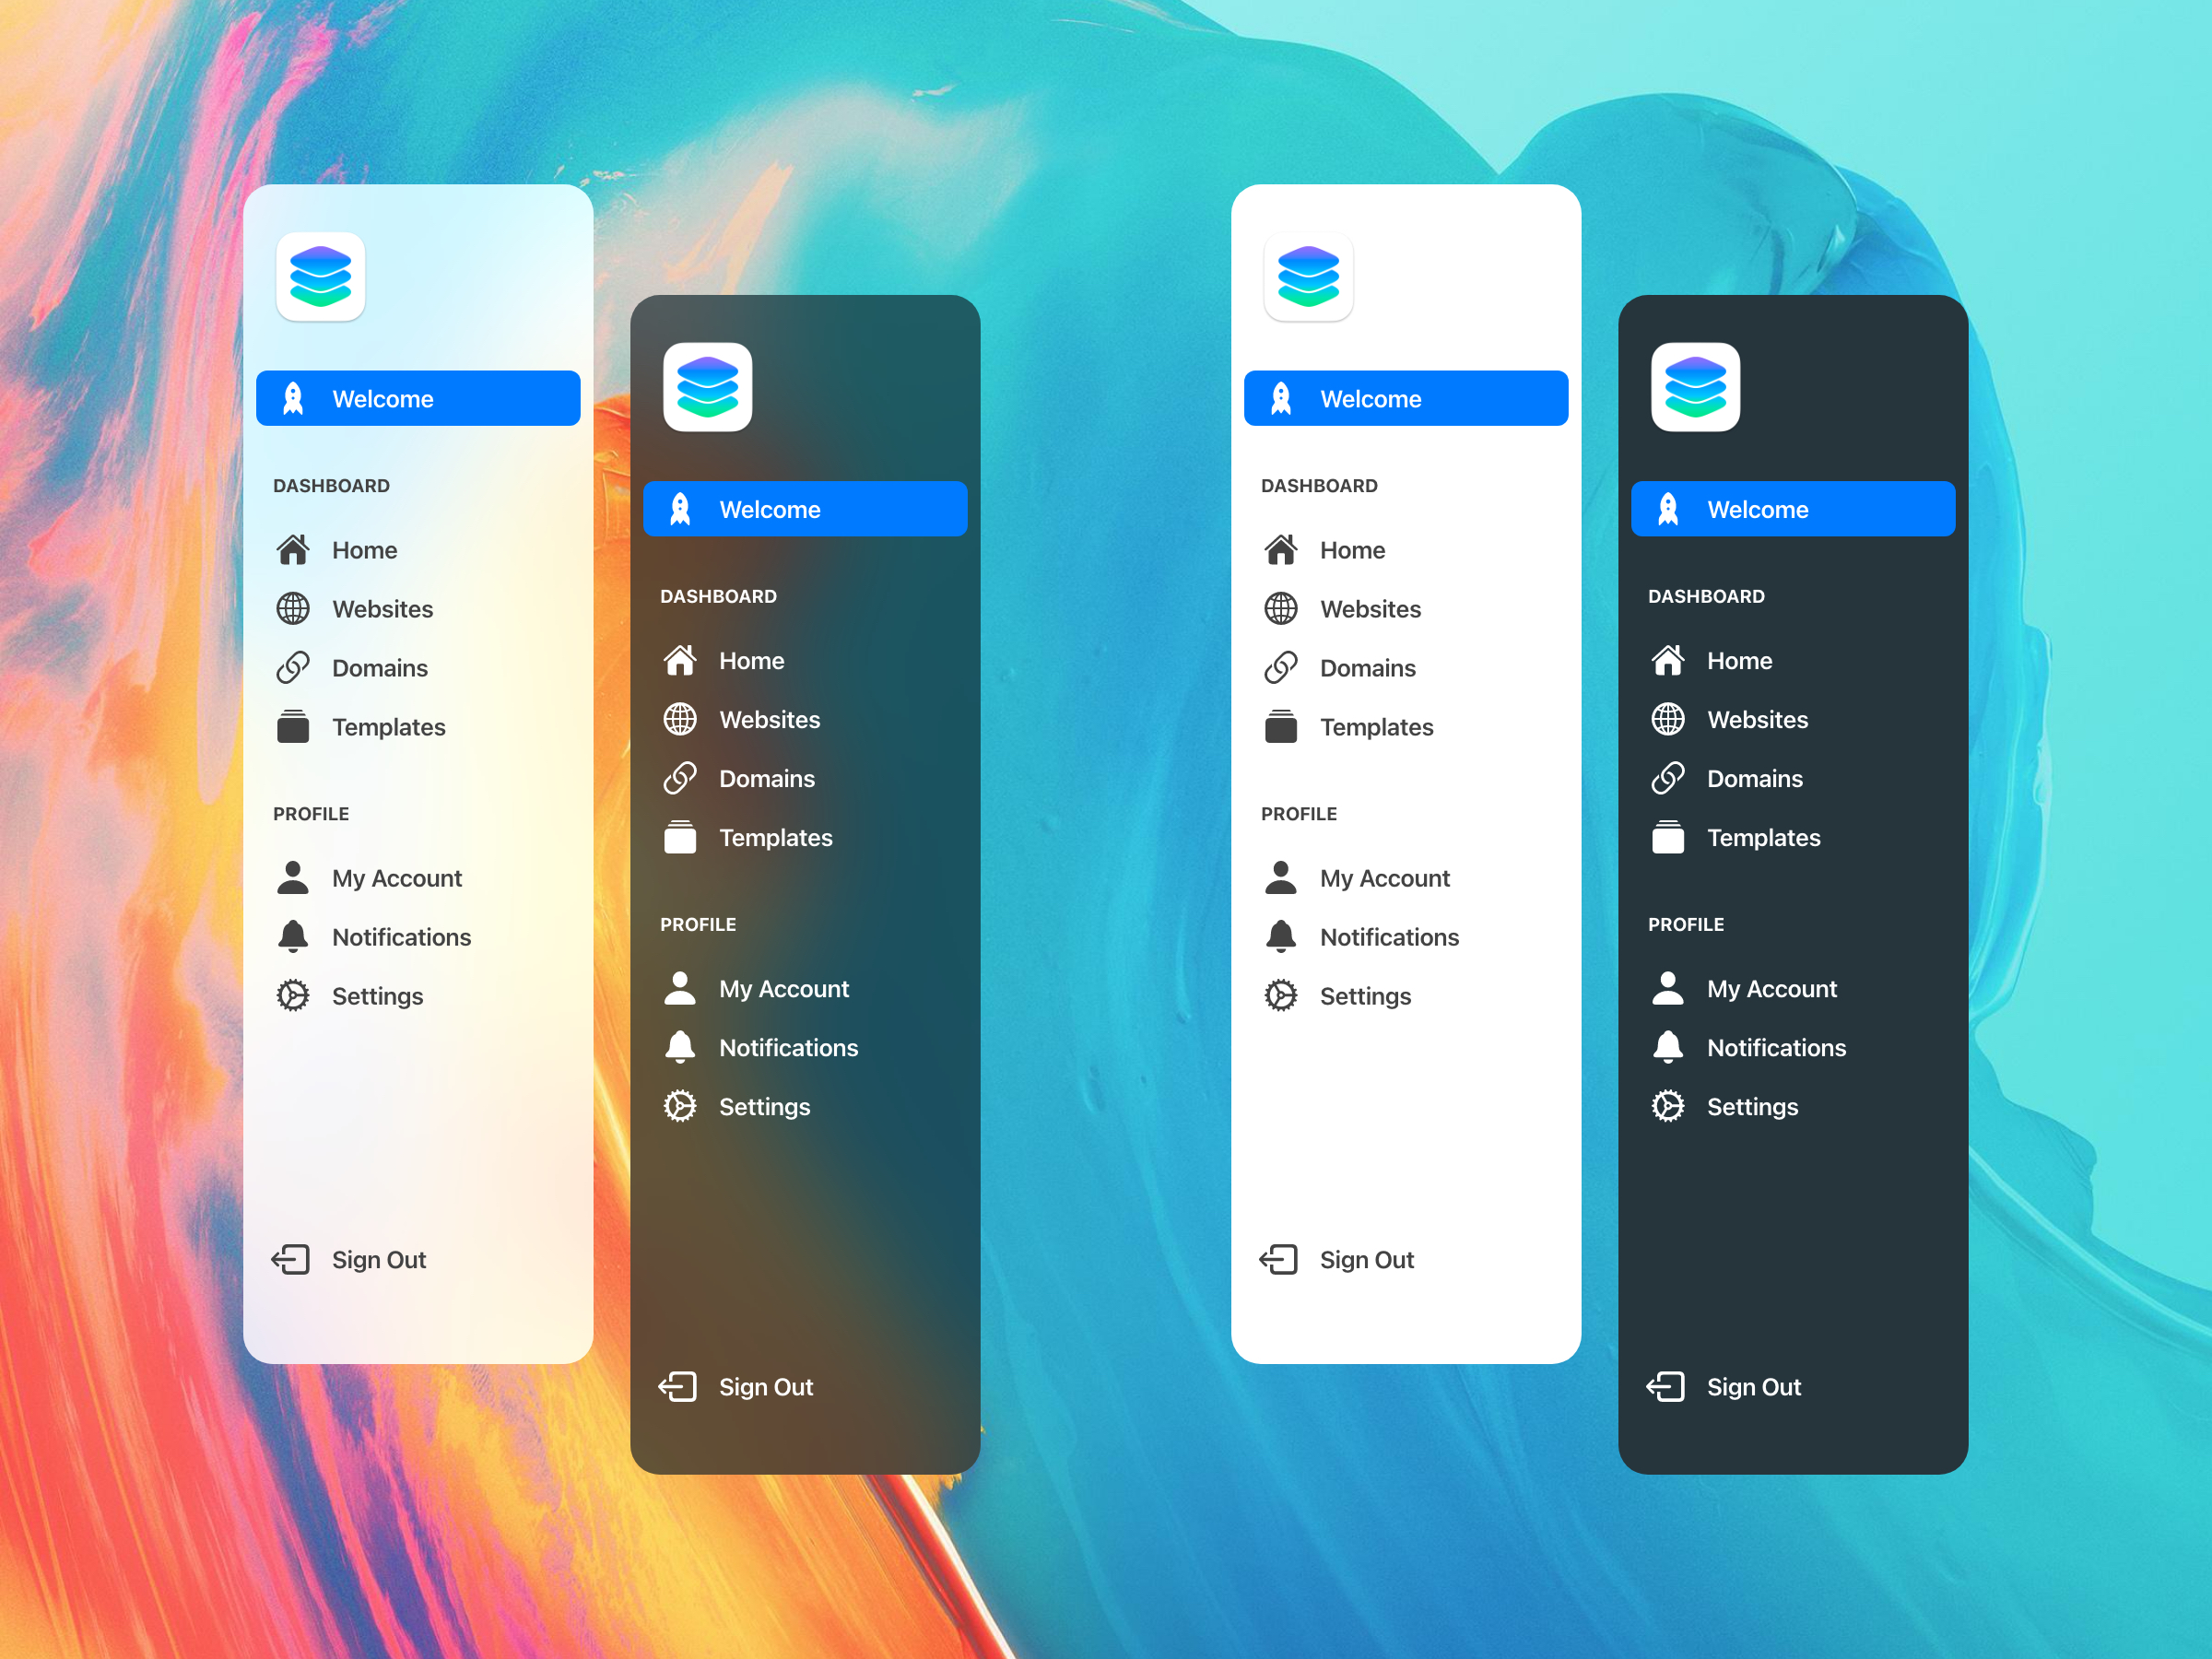 Welcome
DASHBOARD
Home
Websites
Domains
Templates
PROFILE
My Account
Notifications
Settings
Sign Out
Welcome
DASHBOARD
Home
Websites
Domains
Templates
PROFILE
My Account
Notifications
Settings
Sign Out
Welcome
DASHBOARD
Home
Websites
Domains
Templates
PROFILE
My Account
Notifications
Settings
Sign Out
Welcome
DASHBOARD
Home
Websites
Domains
Templates
PROFILE
My Account
Notifications
Settings
Sign Out